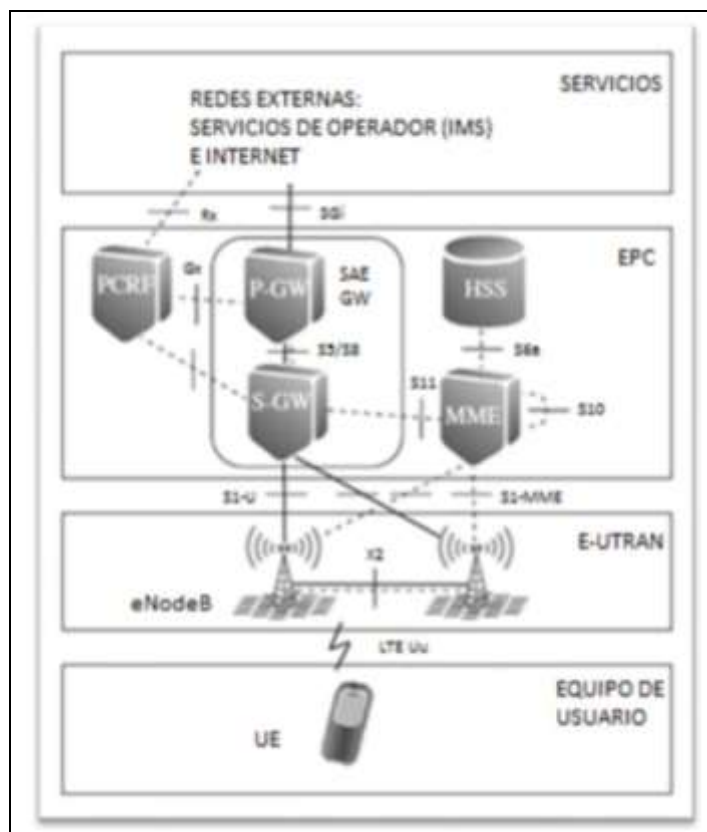 SERVICIOS
REDES EXTERNAS:
SERVICIOS DE OPERADOR (IMS)
E INTERNET
Rx
SGi
EPC
PCRF
Gx
P-GW
SAE
GW
HSS
S5/S8
S6a
S-GW
S11
MME
S10
S1-U
S1-MME
E-UTRAN
X2
eNodeB
LTE Uu
EQUIPO DE
USUARIO
UE